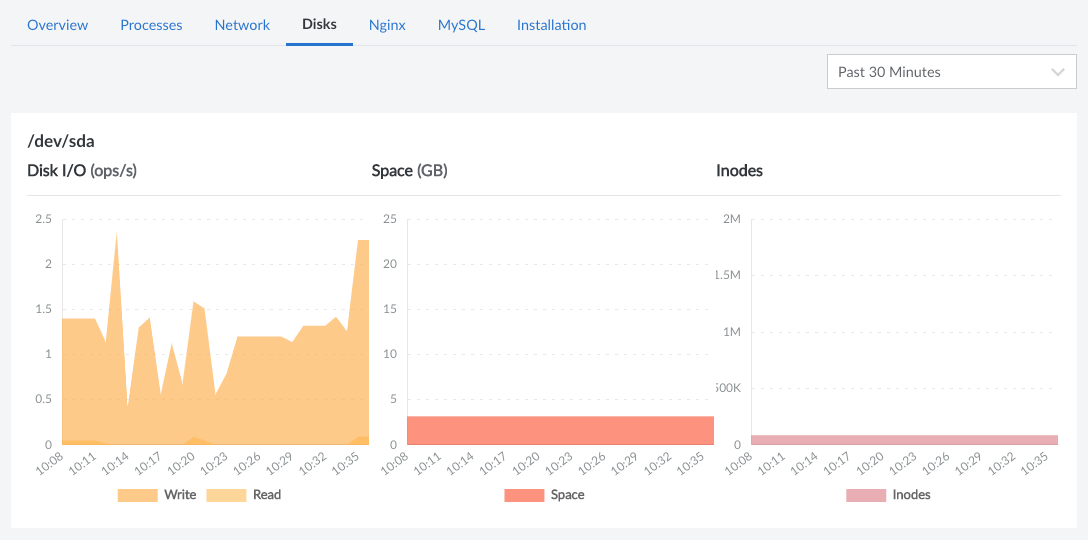 Overview Processes Network Disks Nginx MySQL Installation
Past 30 Minutes
/dev/sda
Disk I/O (ops/s) Space (GB) Inodes
2.5
2
1.5
1
0.5
0
10:08 10:11 10:14 10:17 10:20 10:23 10:26 10:29 10:32 10:35
Write Read
25
20
15
10
5
0
10:08 10:11 10:14 10:17 10:20 10:23 10:26 10:29 10:32 10:35
Space
2M
1.5M
1M
500K
0
10:08 10:11 10:14 10:17 10:20 10:23 10:26 10:29 10:32 10:35
Inodes